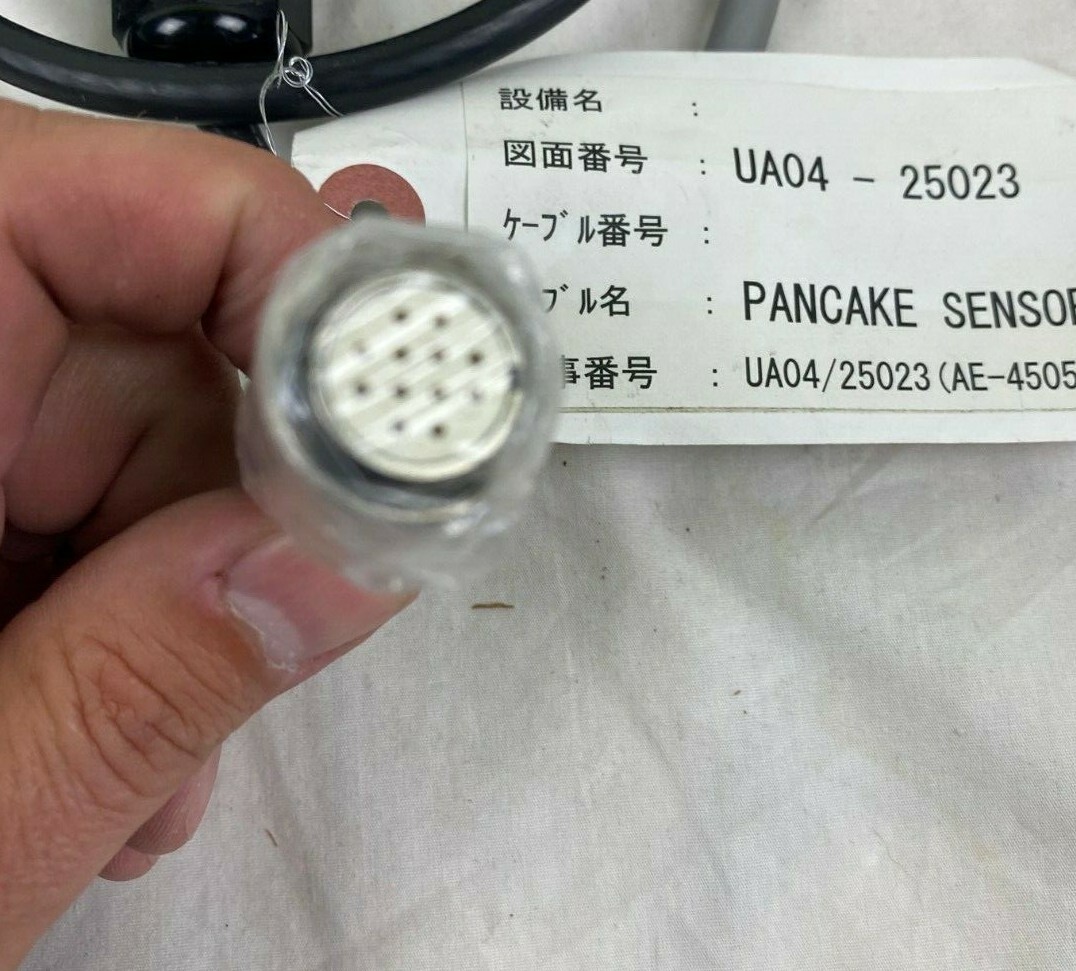 設備名 :
図面番号 : UA04 - 25023
ケーブル番号 :
ブル名 : PANCAKE SENSOR
番号 : UA04/25023(AE-4505